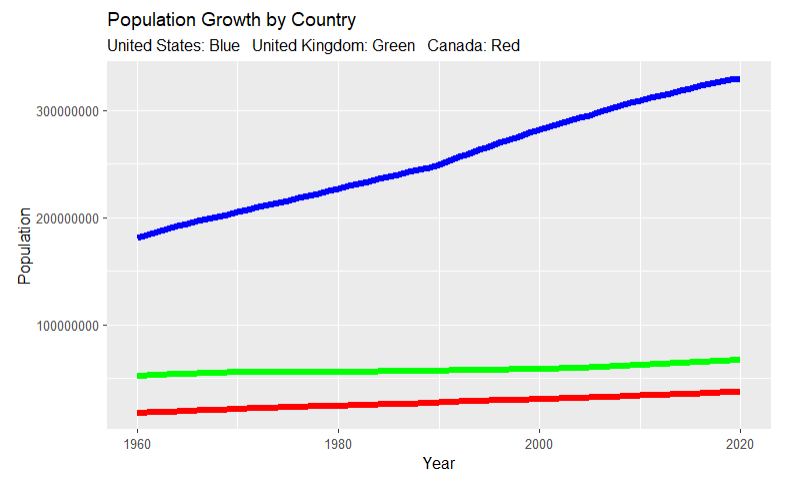 Population Growth by Country
United States: Blue   United Kingdom: Green   Canada: Red
Population
300000000
200000000
100000000
1960
1980
2000
2020
Year